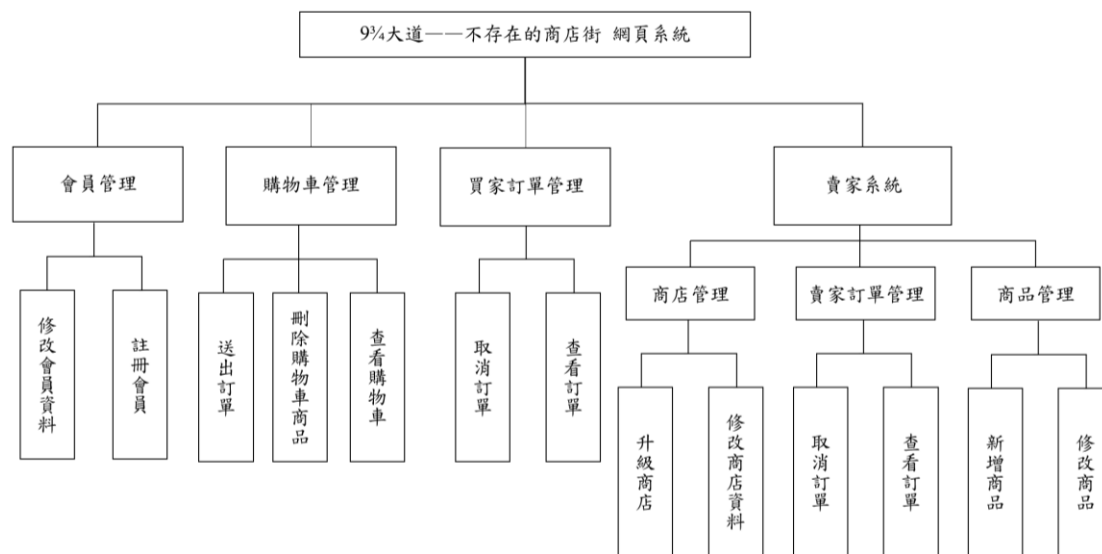 9¾大道——不存在的商店街 網頁系統
會員管理
購物車管理
買家訂單管理
賣家系統
商店管理
賣家訂單管理
商品管理
修改會員資料
註冊會員
送出訂單
刪除購物車商品
查看購物車
取消訂單
查看訂單
升級商店
修改商店資料
取消訂單
查看訂單
新增商品
修改商品